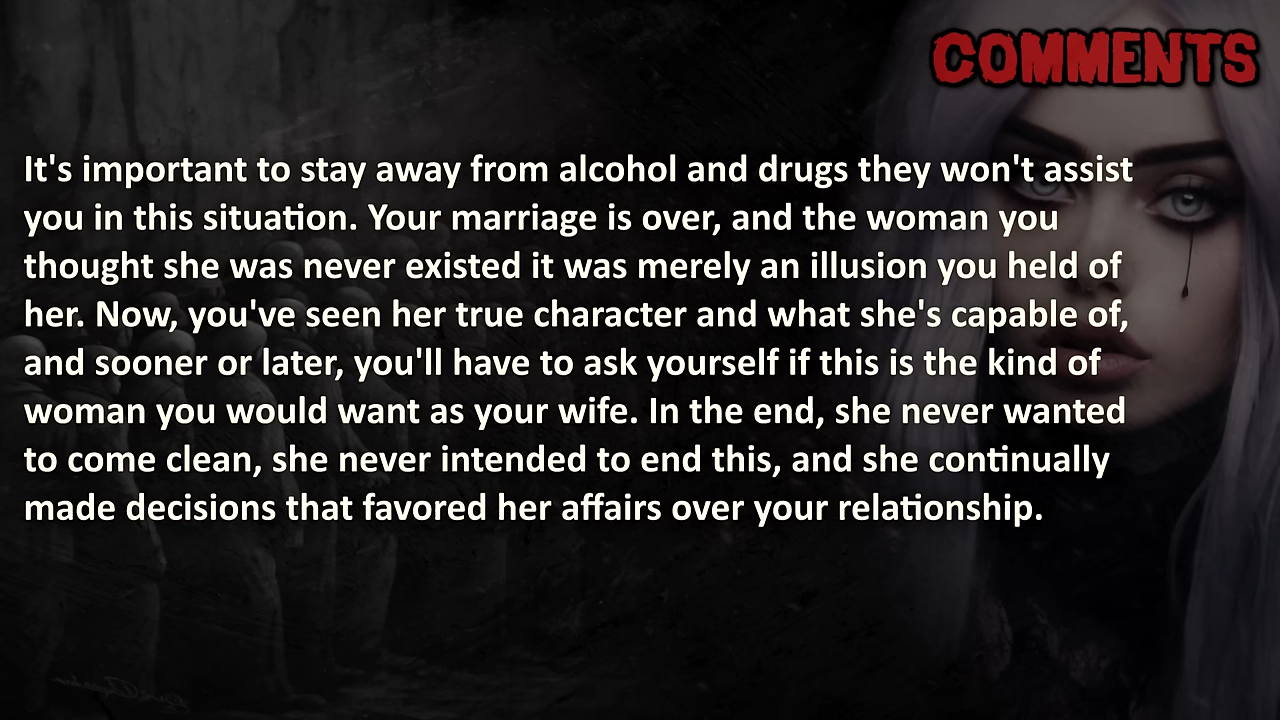 COMMENTS
It's important to stay away from alcohol and drugs they won't assist
you in this situation. Your marriage is over, and the woman you
thought she was never existed it was merely an illusion you held of
her. Now, you've seen her true character and what she's capable of,
and sooner or later, you'll have to ask yourself if this is the kind of
woman you would want as your wife. In the end, she never wanted
to come clean, she never intended to end this, and she continually
made decisions that favored her affairs over your relationship.